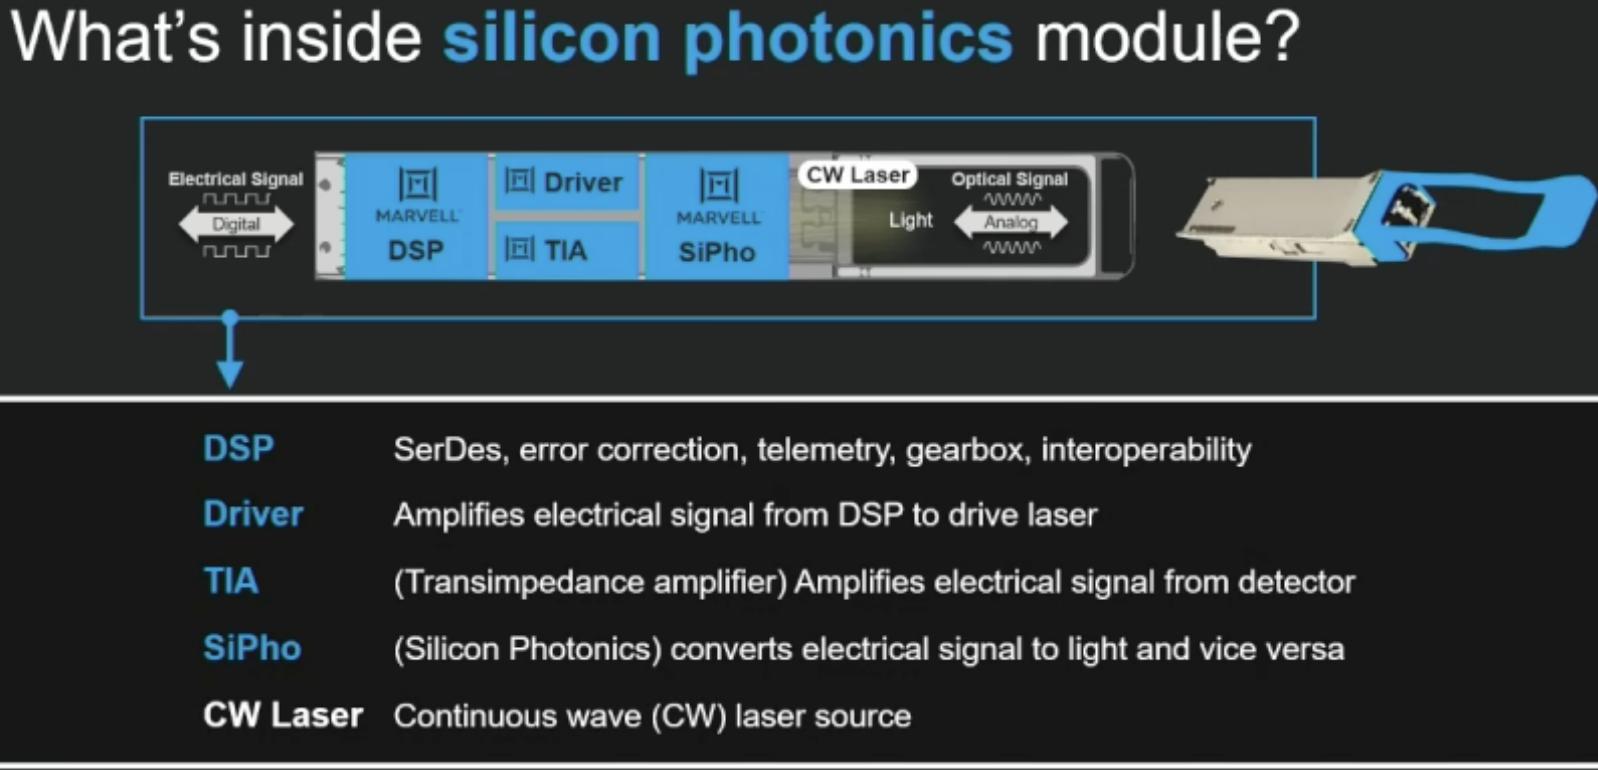 What's inside silicon photonics module?
Electrical Signal
Digital
MARVELL
DSP
Driver
TIA
MARVELL
SiPho
CW Laser
Light
Optical Signal
Analog
DSP SerDes, error correction, telemetry, gearbox, interoperability
Driver Amplifies electrical signal from DSP to drive laser
TIA (Transimpedance amplifier) Amplifies electrical signal from detector
SiPho (Silicon Photonics) converts electrical signal to light and vice versa
CW Laser Continuous wave (CW) laser source